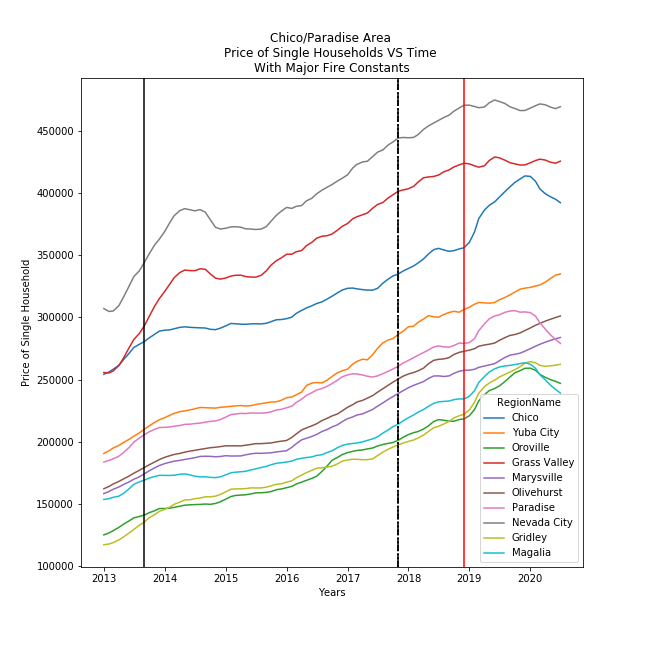 Chico/Paradise Area
Price of Single Households VS Time
With Major Fire Constants
Price of Single Household
450000
400000
350000
300000
250000
200000
150000
100000
RegionName
Chico
Yuba City
Oroville
Grass Valley
Marysville
Olivehurst
Paradise
Nevada City
Gridley
Magalia
2013 2014 2015 2016 2017 2018 2019 2020
Years